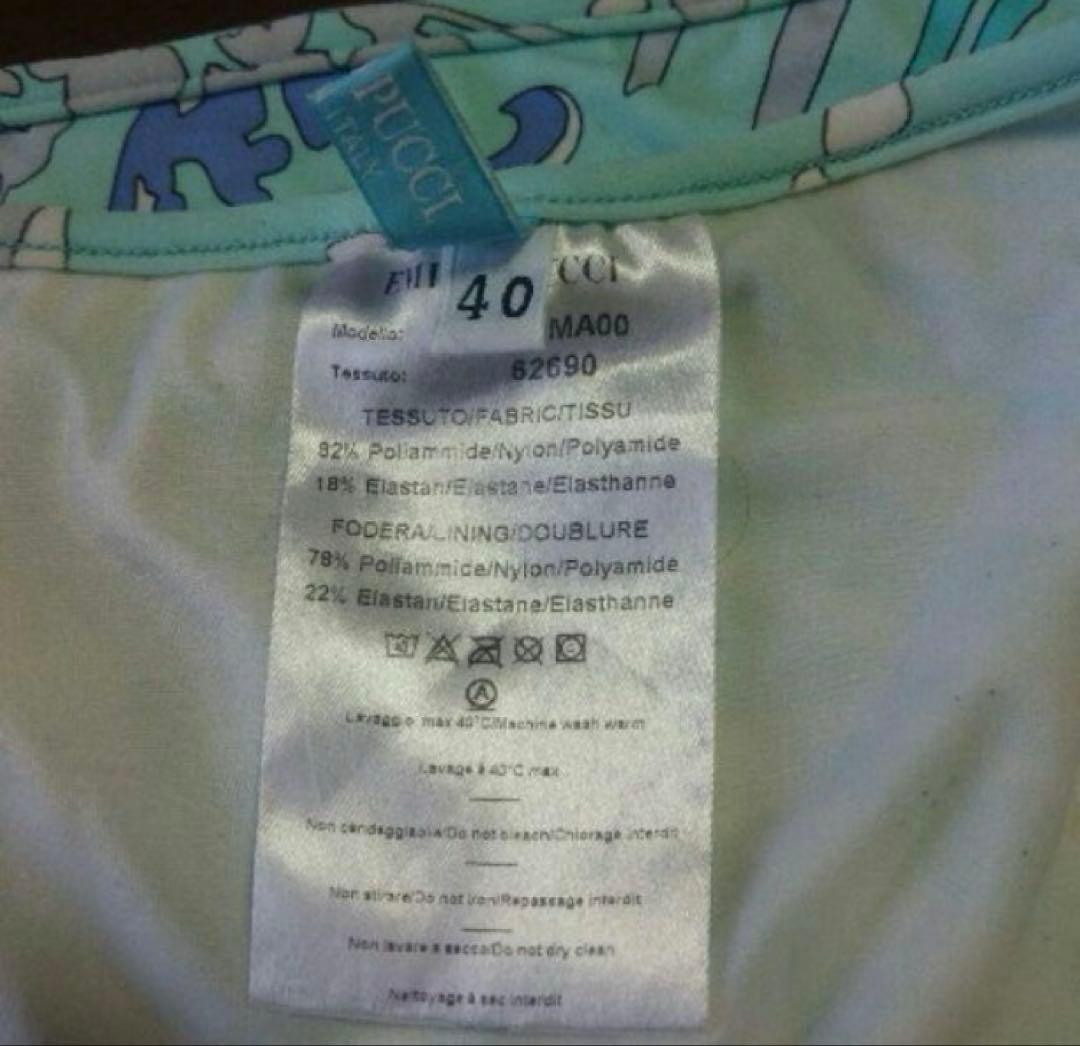 PUCCI
ITALY
40
Modello: MA00
Tessuto: 62690
TESSUTO/FABRIC/TISSU
82% Poliammide/Nylon/Polyamide
18% Elastan/Elastane/Elasthanne
FODERA/LINING/DOUBLURE
78% Poliammide/Nylon/Polyamide
22% Elastan/Elastane/Elasthanne
A
Lavaggio max 40°C/Machine wash warm
Lavage à 40°C max
Non candeggiabile/Do not bleach/Chlorage interdit
Non stirare/Do not iron/Repassage interdit
Non lavare a secco/Do not dry clean
Nettoyage à sec interdit